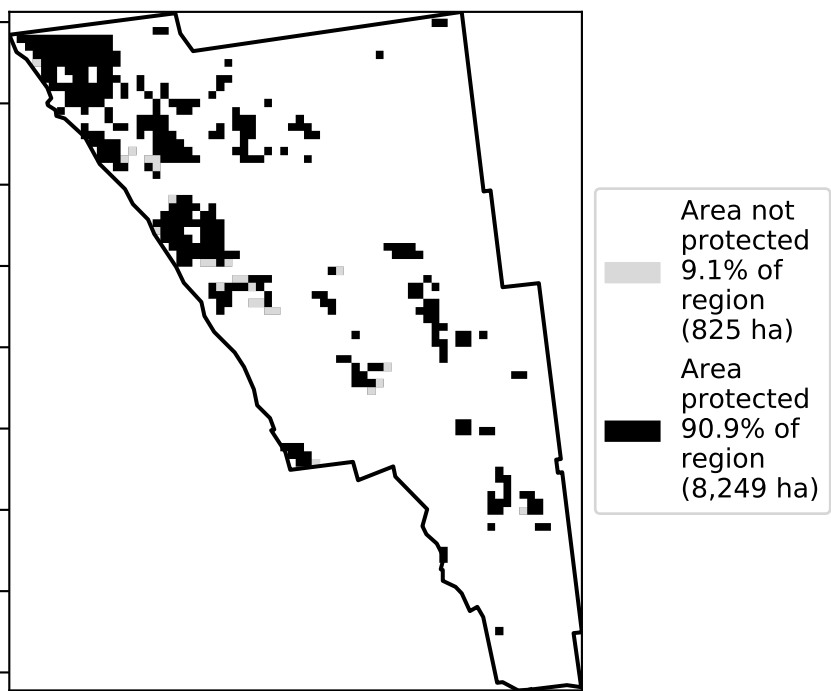 Area not
protected
9.1% of
region
(825 ha)
Area
protected
90.9% of
region
(8,249 ha)